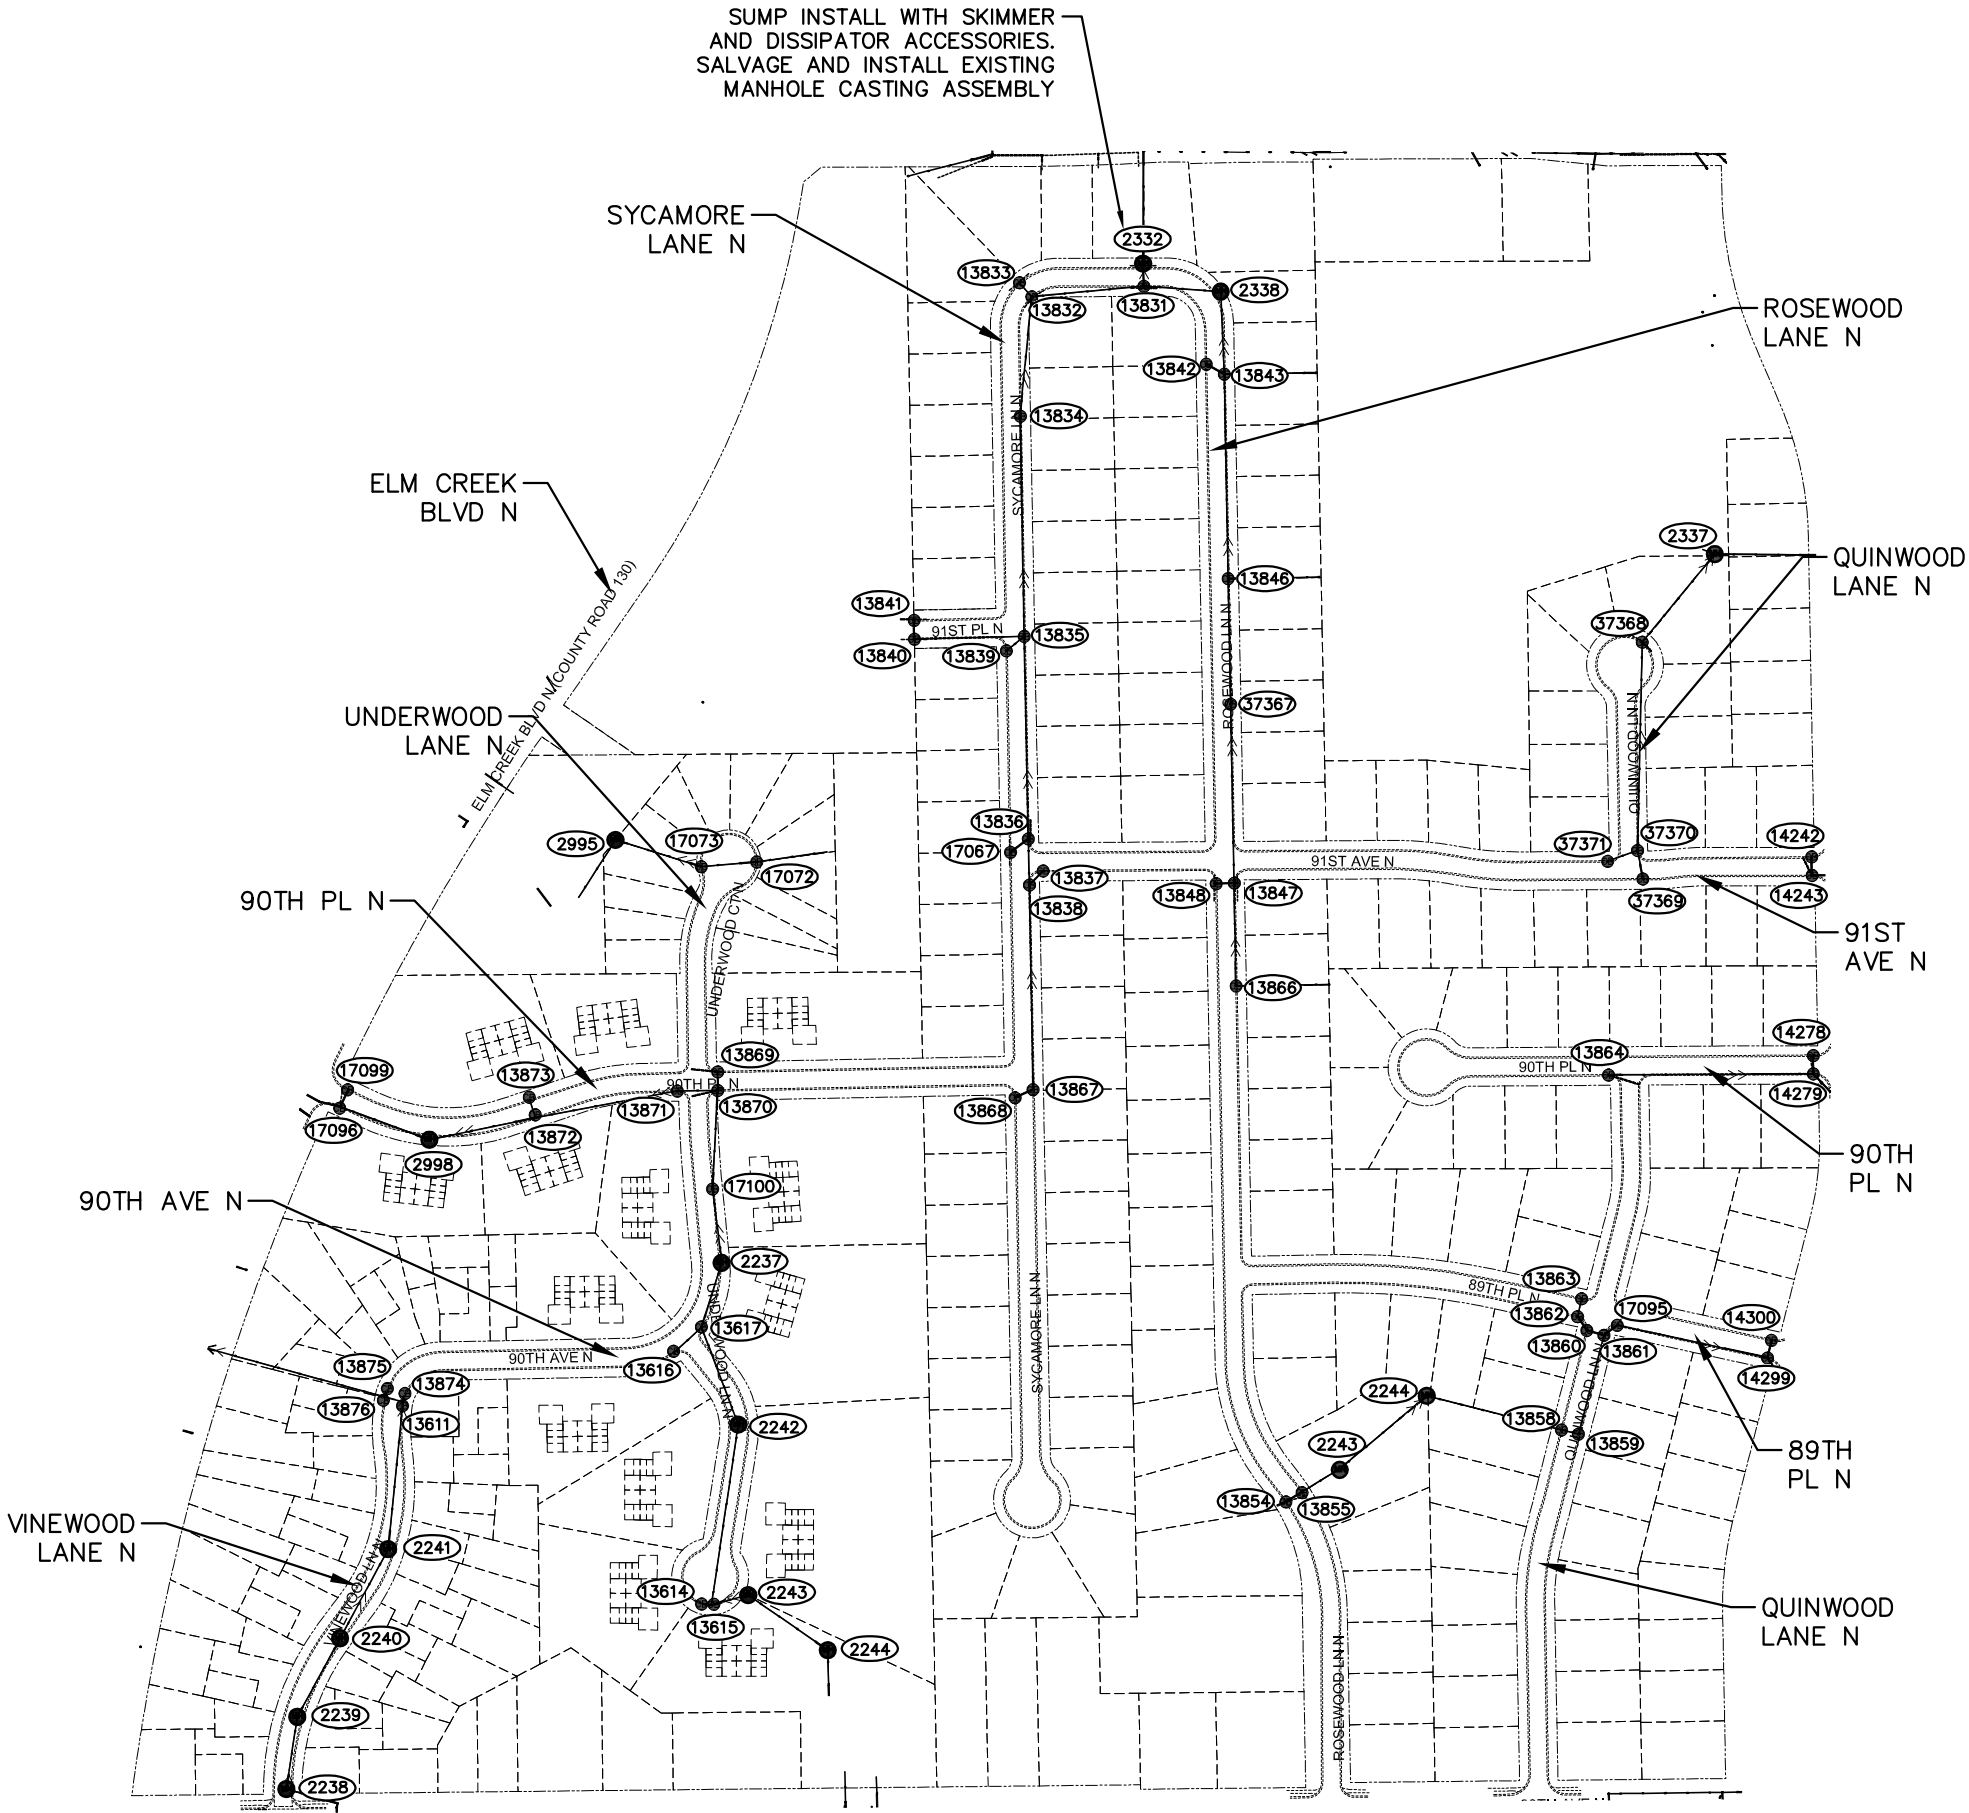 SUMP INSTALL WITH SKIMMER
AND DISSIPATOR ACCESSORIES.
SALVAGE AND INSTALL EXISTING
MANHOLE CASTING ASSEMBLY
SYCAMORE
LANE N
2332
13833
2338
13832
13831
ROSEWOOD
LANE N
13842
13843
13834
SYCAMORE LN N
ELM CREEK
BLVD N
2337
QUINWOOD
LANE N
13846
13841
91ST PL N
13835
13840
13839
37368
ELM CREEK BLVD N (COUNTY ROAD 130)
ROSEWOOD LN N
37367
UNDERWOOD
LANE N
QUINWOOD LN N
13836
17067
2995
17073
17072
37370
37371
14242
91ST AVE N
13837
13838
13848
13847
37369
14243
90TH PL N
UNDERWOOD CT N
91ST
AVE N
13866
17099
13873
13869
90TH PL N
13871
13870
17096
13872
2998
13868
13867
13864
90TH PL N
14278
14279
90TH
PL N
17100
90TH AVE N
2237
UNDERWOOD LN N
13617
90TH AVE N
13616
13875
13874
13876
13611
SYCAMORE LN N
13863
89TH PL N
13862
17095
14300
13860
13861
14299
2244
13858
13859
QUINWOOD LN N
2243
13854
13855
89TH
PL N
2242
VINEWOOD
LANE N
2241
VINEWOOD LN N
13614
2243
13615
2240
2244
QUINWOOD
LANE N
2239
ROSEWOOD LN N
2238